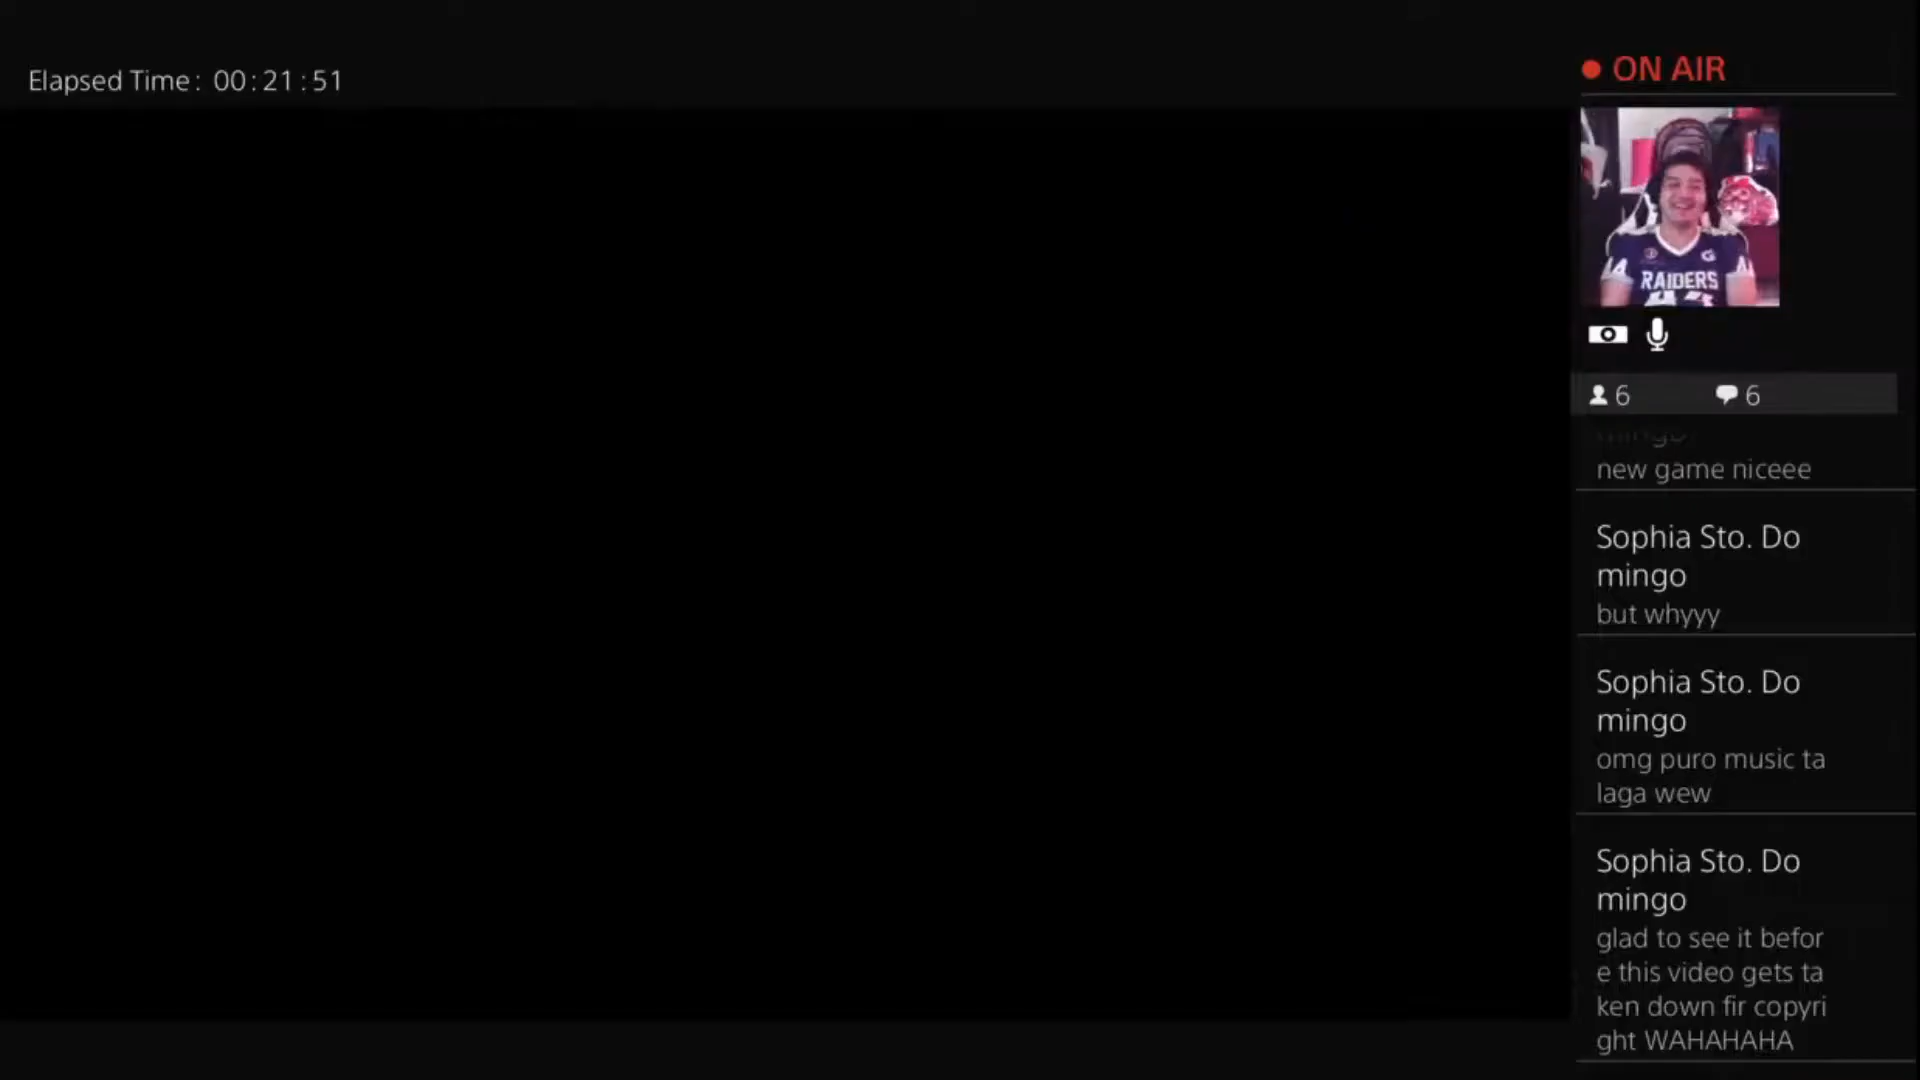 Elapsed Time: 00:21:51
ON AIR
RAIDERS
6
6
new game niceee
Sophia Sto. Do
mingo
but whyyy
Sophia Sto. Do
mingo
omg puro music ta
laga wew
Sophia Sto. Do
mingo
glad to see it befor
e this video gets ta
ken down fir copyri
ght WAHAHAHA